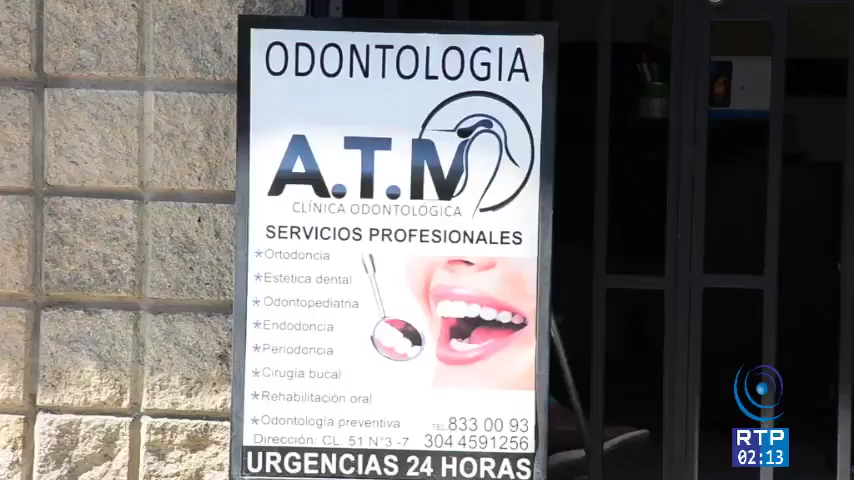 ODONTOLOGIA
A.T.M
CLÍNICA ODONTOLÓGICA
SERVICIOS PROFESIONALES
*Ortodoncia
*Estetica dental
*Odontopediatria
*Endodoncia
*Periodoncia
*Cirugía bucal
*Rehabilitación oral
*Odontología preventiva
TEL 833 00 93
Dirección: CL. 51 N°3 -7 304 4591256
URGENCIAS 24 HORAS
RTP
02:13